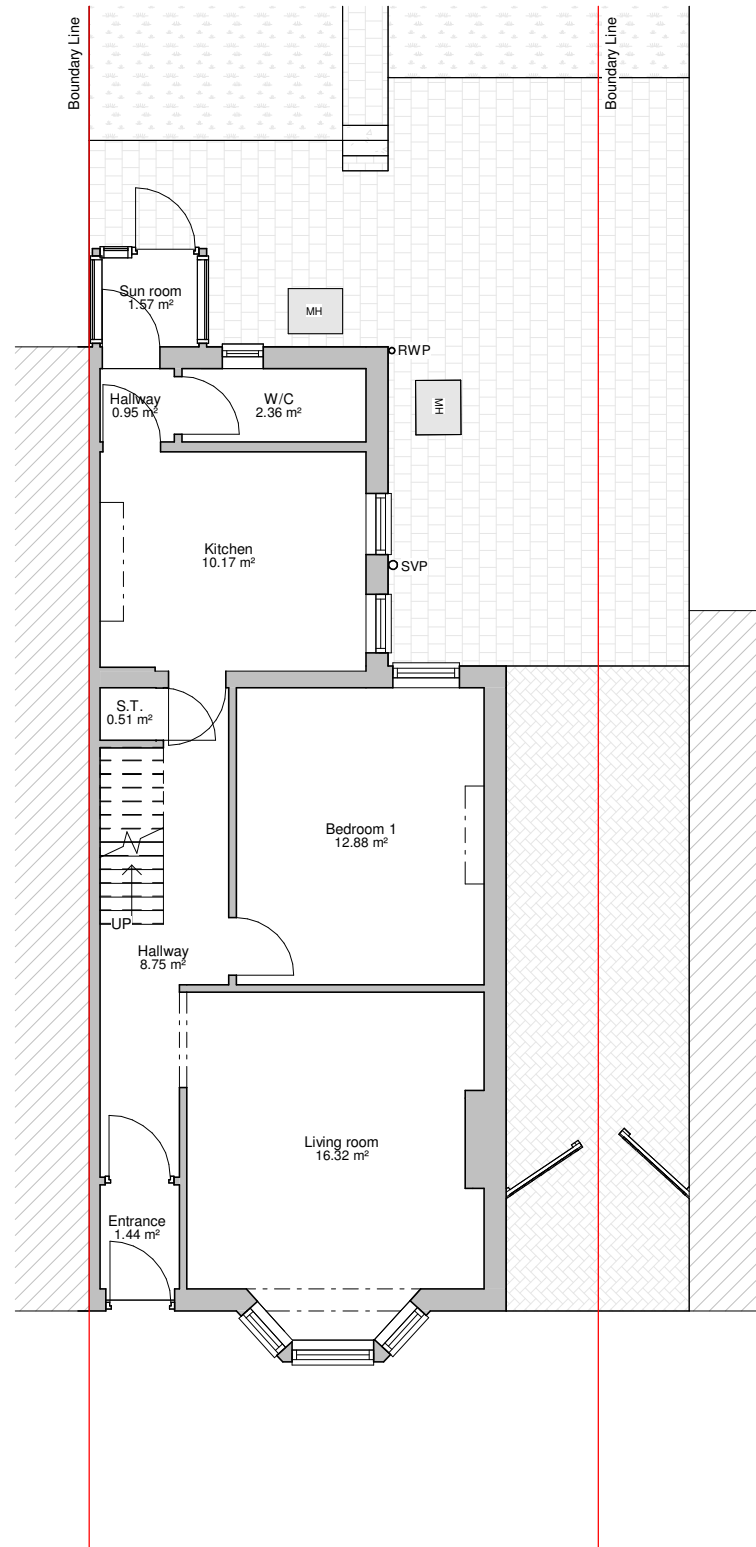 Boundary Line
Boundary Line
Sun room
1.57 m²
MH
RWP
MH
Hallway
0.95 m²
W/C
2.36 m²
Kitchen
10.17 m²
SVP
S.T.
0.51 m²
Bedroom 1
12.88 m²
UP
Hallway
8.75 m²
Living room
16.32 m²
Entrance
1.44 m²